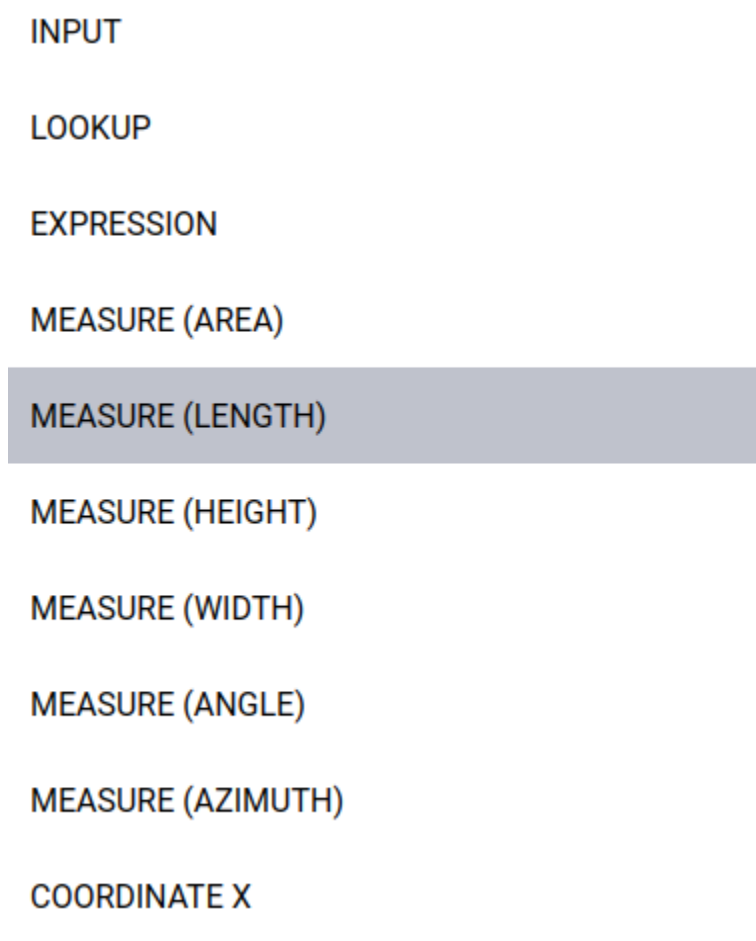 INPUT
LOOKUP
EXPRESSION
MEASURE (AREA)
MEASURE (LENGTH)
MEASURE (HEIGHT)
MEASURE (WIDTH)
MEASURE (ANGLE)
MEASURE (AZIMUTH)
COORDINATE X